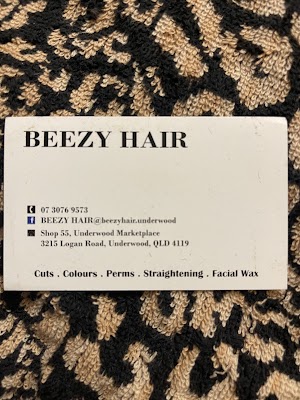 BEEZY HAIR
07 3076 9573
BEEZY HAIR@beezyhair.underwood
Shop 55, Underwood Marketplace
3215 Logan Road, Underwood, QLD 4119
Cuts . Colours . Perms . Straightening . Facial Wax